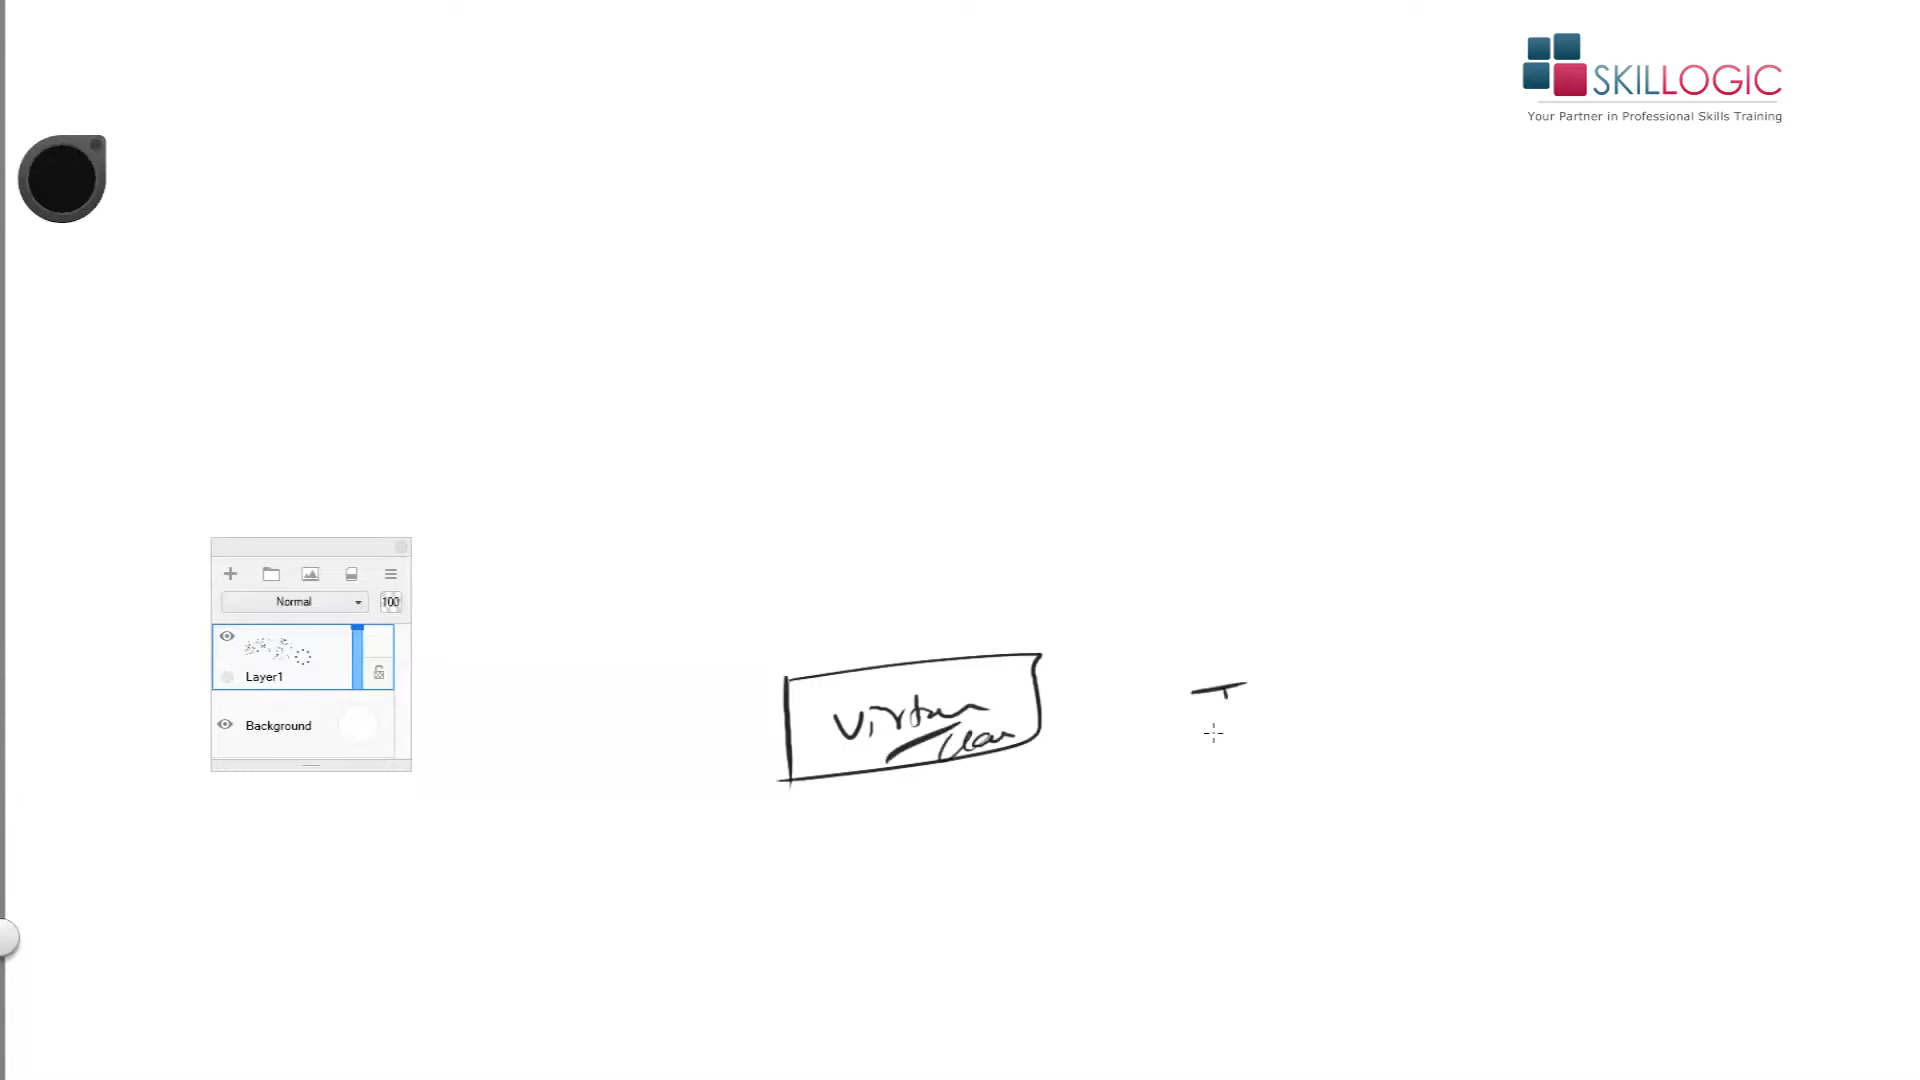 SKILLOGIC
Your Partner in Professional Skills Training
Normal
100
Layer1
Background